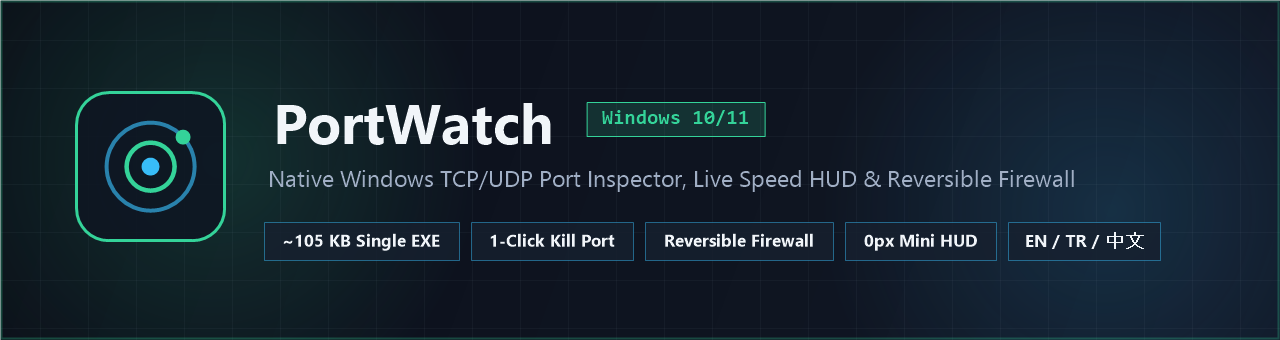 PortWatch
Windows 10/11
Native Windows TCP/UDP Port Inspector, Live Speed HUD & Reversible Firewall
~105 KB Single EXE
1-Click Kill Port
Reversible Firewall
0px Mini HUD
EN / TR / 中文